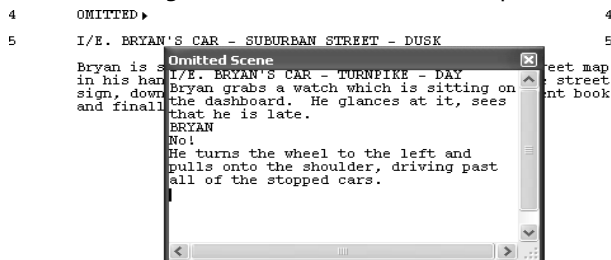 4 OMITTED▸ 4
5 I/E. BRYAN'S CAR - SUBURBAN STREET - DUSK 5
Bryan is reet map
in his street
sign, down nt book
and
Omitted Scene
I/E. BRYAN'S CAR - TURNPIKE - DAY
Bryan grabs a watch which is sitting on
the dashboard. He glances at it, sees
that he is late.
BRYAN
No!
He turns the wheel to the left and
pulls onto the shoulder, driving past
all of the stopped cars.